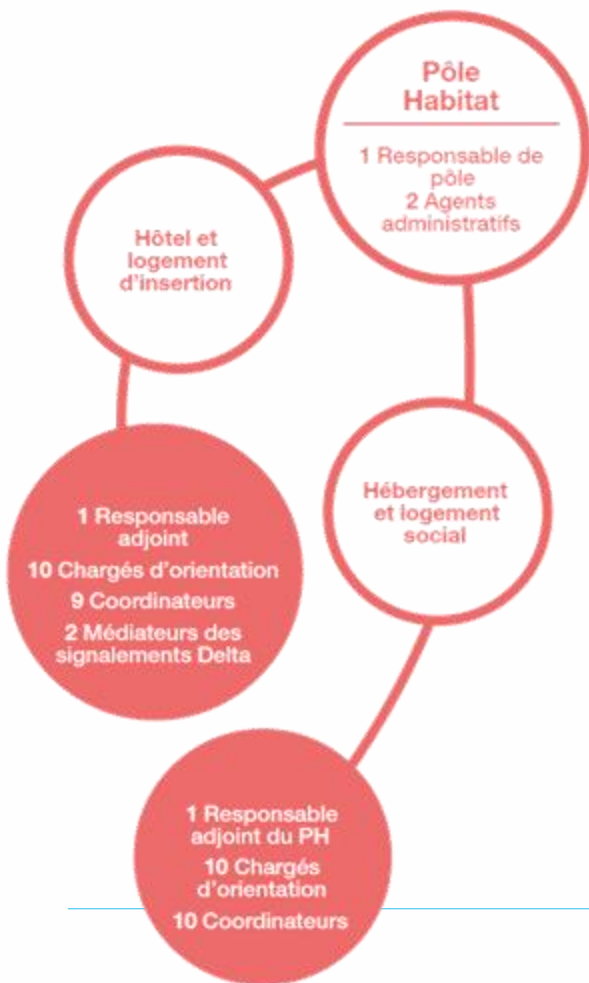 Pôle
Habitat
1 Responsable de
pôle
2 Agents
administratifs
Hôtel et
logement
d'insertion
1 Responsable
adjoint
10 Chargés d'orientation
9 Coordinateurs
2 Médiateurs des
signalements Delta
Hébergement
et logement
social
1 Responsable
adjoint du PH
10 Chargés
d'orientation
10 Coordinateurs